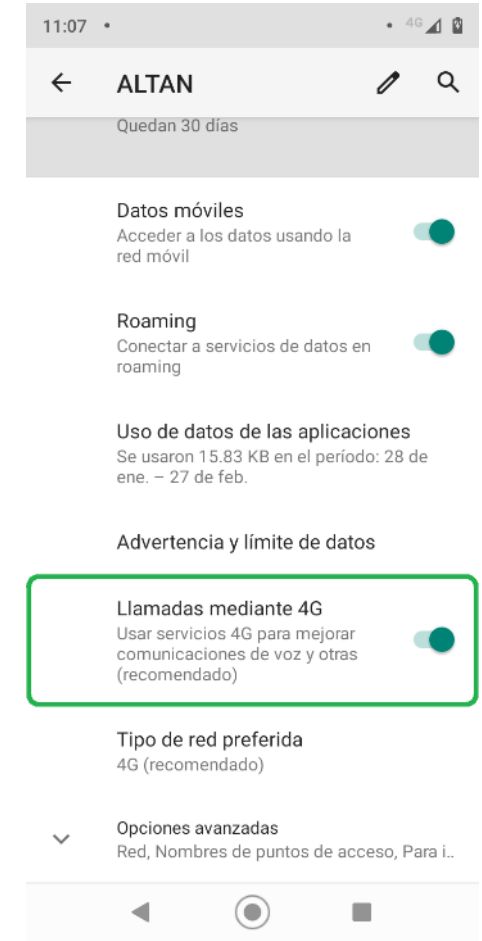 11:07
4G
ALTAN
Quedan 30 días
Datos móviles
Acceder a los datos usando la
red móvil
Roaming
Conectar a servicios de datos en
roaming
Uso de datos de las aplicaciones
Se usaron 15.83 KB en el período: 28 de
ene. – 27 de feb.
Advertencia y límite de datos
Llamadas mediante 4G
Usar servicios 4G para mejorar
comunicaciones de voz y otras
(recomendado)
Tipo de red preferida
4G (recomendado)
Opciones avanzadas
Red, Nombres de puntos de acceso, Para i..